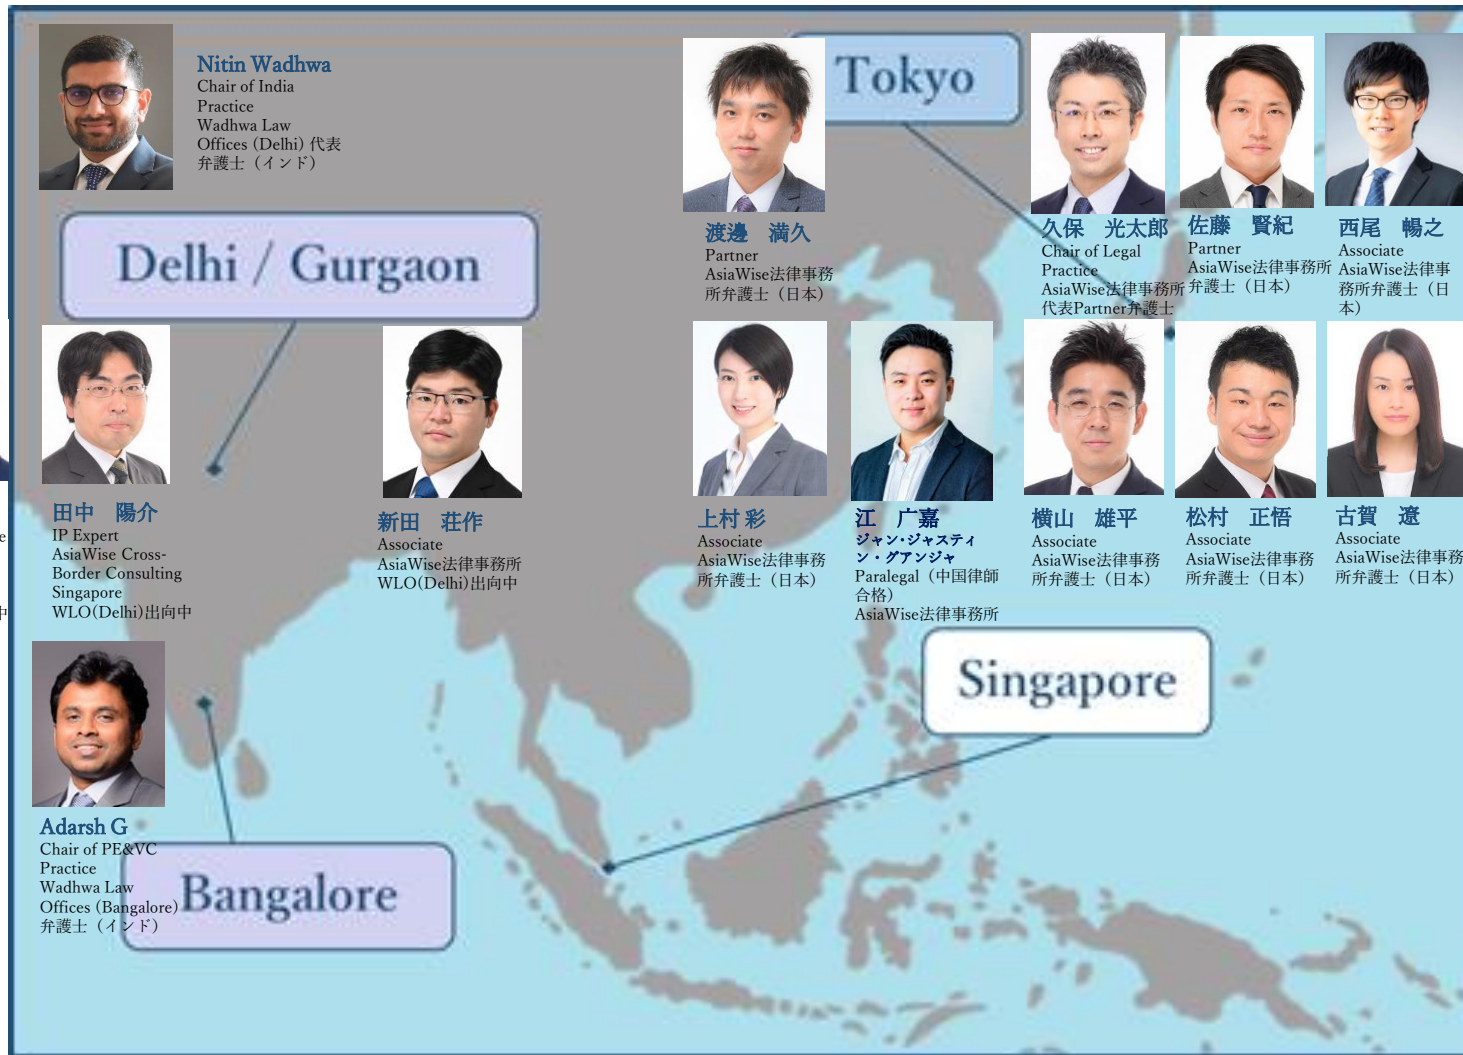 Nitin Wadhwa
Chair of India
Practice
Wadhwa Law
Offices (Delhi) 代表
弁護士（インド）
Delhi / Gurgaon
Tokyo
渡邊　満久
Partner
AsiaWise法律事務
所弁護士（日本）
久保　光太郎
Chair of Legal
Practice
AsiaWise法律事務所
代表Partner弁護士
佐藤　賢紀
Partner
AsiaWise法律事務所
弁護士（日本）
西尾　暢之
Associate
AsiaWise法律事
務所弁護士（日
本）
田中　陽介
IP Expert
AsiaWise Cross-
Border Consulting
Singapore
WLO(Delhi)出向中
新田　荘作
Associate
AsiaWise法律事務所
WLO(Delhi)出向中
上村 彩
Associate
AsiaWise法律事務
所弁護士（日本）
江　广嘉
ジャン・ジャスティ
ン・グアンジャ
Paralegal（中国律師
合格）
AsiaWise法律事務所
横山　雄平
Associate
AsiaWise法律事務
所弁護士（日本）
松村　正悟
Associate
AsiaWise法律事務
所弁護士（日本）
古賀　遼
Associate
AsiaWise法律事務
所弁護士（日本）
e
中
Singapore
Adarsh G
Chair of PE&VC
Practice
Wadhwa Law
Offices (Bangalore)
弁護士（インド）
Bangalore